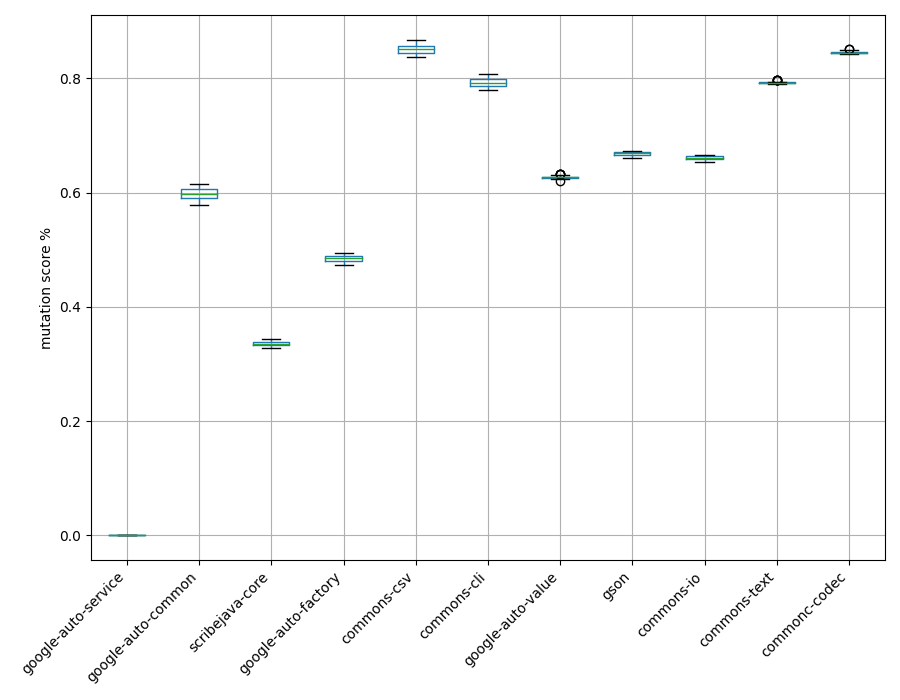 mutation score %
0.8
0.6
0.4
0.2
0.0
google-auto-service
google-auto-common
scribejava-core
google-auto-factory
commons-csv
commons-cli
google-auto-value
gson
commons-io
commons-text
commonc-codec